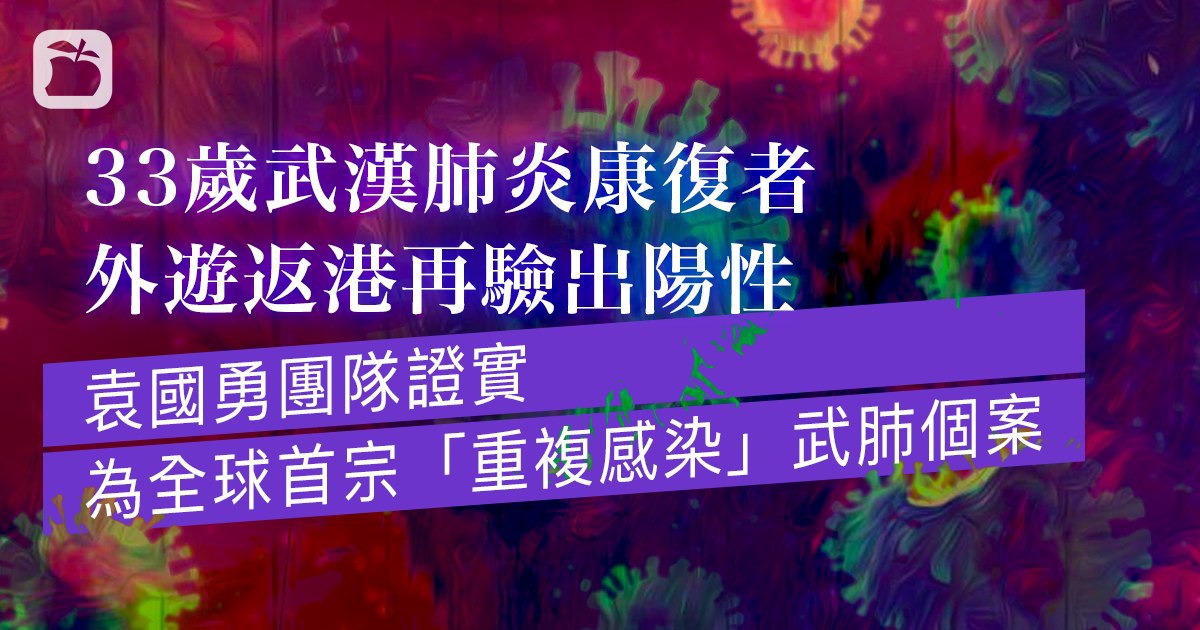 33歲武漢肺炎康復者
外遊返港再驗出陽性
袁國勇團隊證實
為全球首宗「重複感染」武肺個案